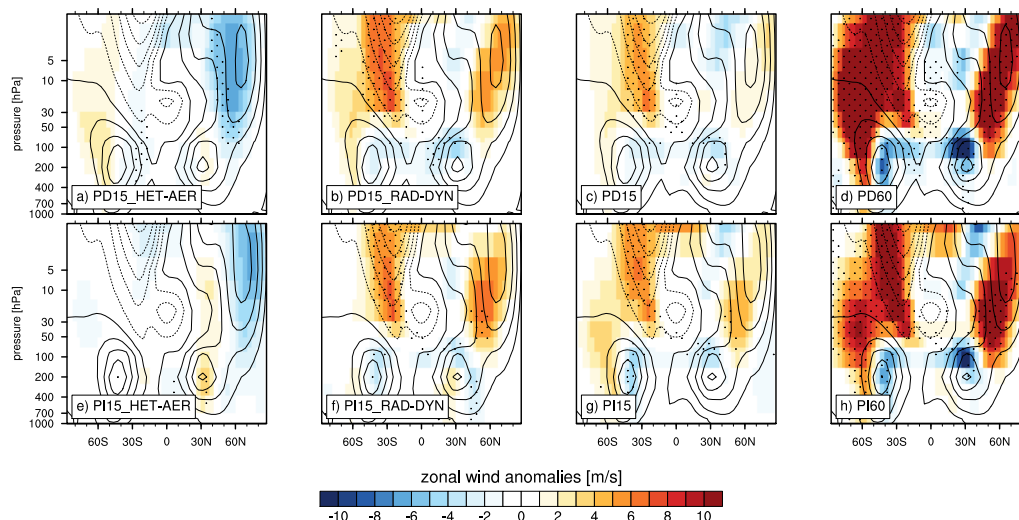 pressure [hPa]
5
10
30
50
100
200
400
700
1000
a) PD15_HET-AER
b) PD15_RAD-DYN
c) PD15
d) PD60
pressure [hPa]
5
10
30
50
100
200
400
700
1000
e) PI15_HET-AER
f) PI15_RAD-DYN
g) PI15
h) PI60
60S 30S 0 30N 60N
60S 30S 0 30N 60N
60S 30S 0 30N 60N
60S 30S 0 30N 60N
zonal wind anomalies [m/s]
-10 -8 -6 -4 -2 0 2 4 6 8 10